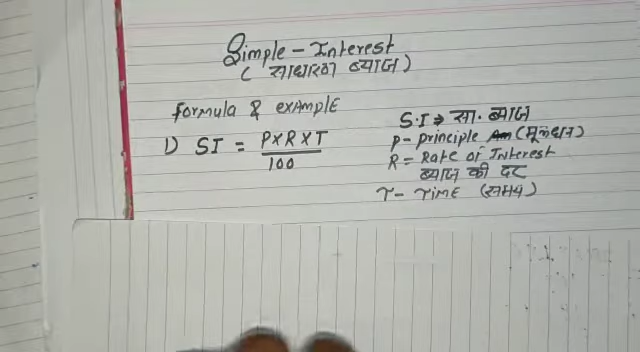 Simple - Interest
(साधारण ब्याज)
formula & example
1) SI = P×R×T
100
S.I → सा. ब्याज
P - principle (मूलधन)
R = Rate of Interest
ब्याज की दर
T - Time (समय)